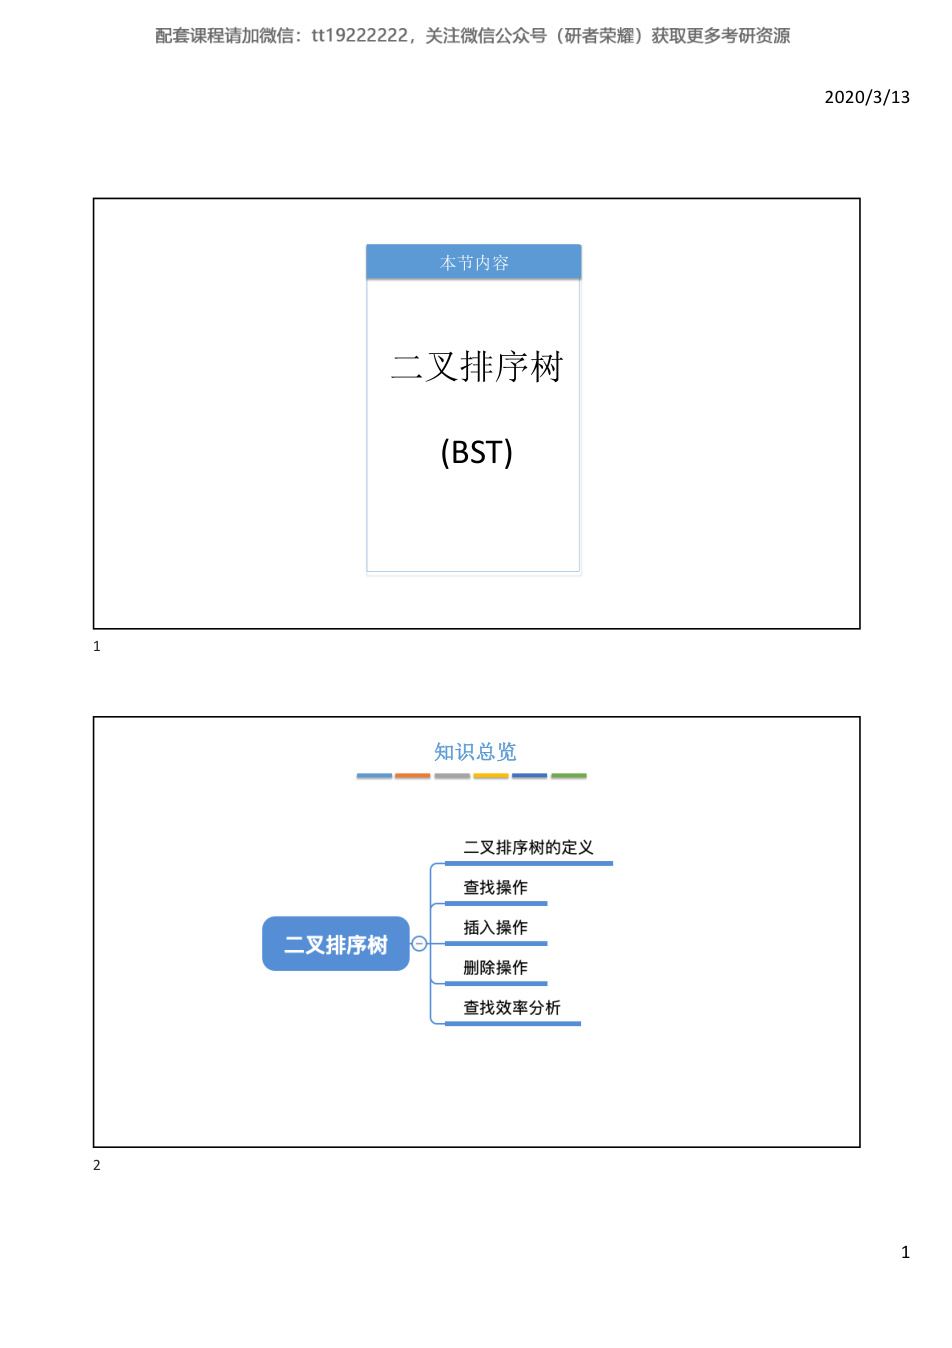 配套课程请加微信：tt19222222，关注微信公众号（研者荣耀）获取更多考研资源
2020/3/13
本节内容
二叉排序树
(BST)
1
知识总览
二叉排序树的定义
查找操作
插入操作
二叉排序树
删除操作
查找效率分析
2
1